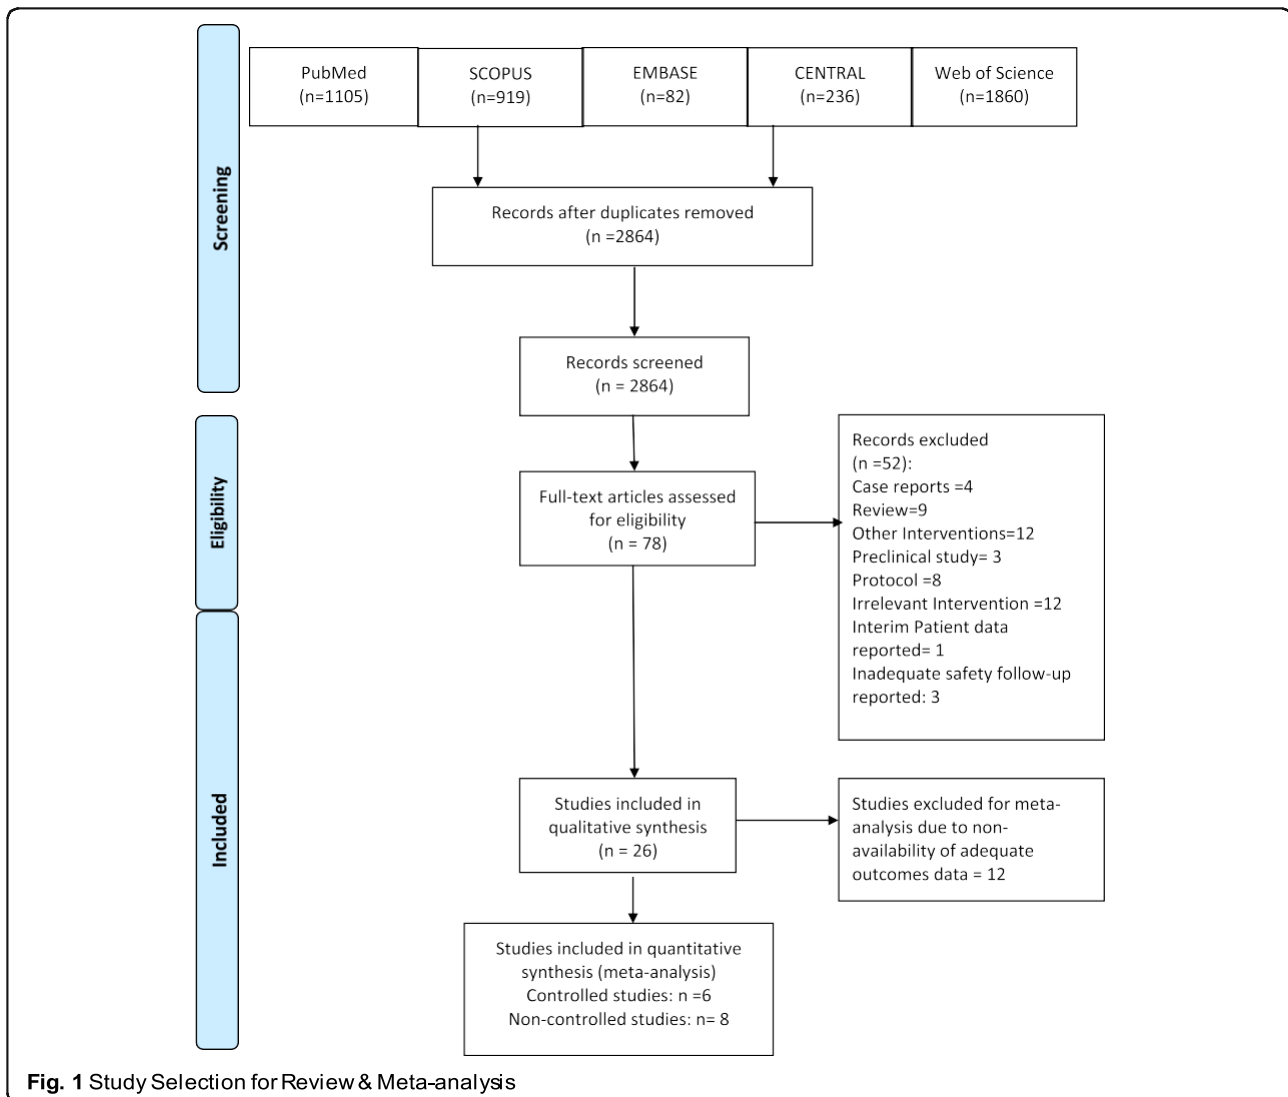 PubMed
(n=1105)
SCOPUS
(n=919)
EMBASE
(n=82)
CENTRAL
(n=236)
Web of Science
(n=1860)
Screening
Records after duplicates removed
(n =2864)
Records screened
(n = 2864)
Eligibility
Full-text articles assessed
for eligibility
(n = 78)
Records excluded
(n =52):
Case reports =4
Review=9
Other Interventions=12
Preclinical study= 3
Protocol =8
Irrelevant Intervention =12
Interim Patient data
reported= 1
Inadequate safety follow-up
reported: 3
Included
Studies included in
qualitative synthesis
(n = 26)
Studies excluded for meta-
analysis due to non-
availability of adequate
outcomes data = 12
Studies included in quantitative
synthesis (meta-analysis)
Controlled studies: n =6
Non-controlled studies: n= 8
Fig. 1 Study Selection for Review & Meta-analysis